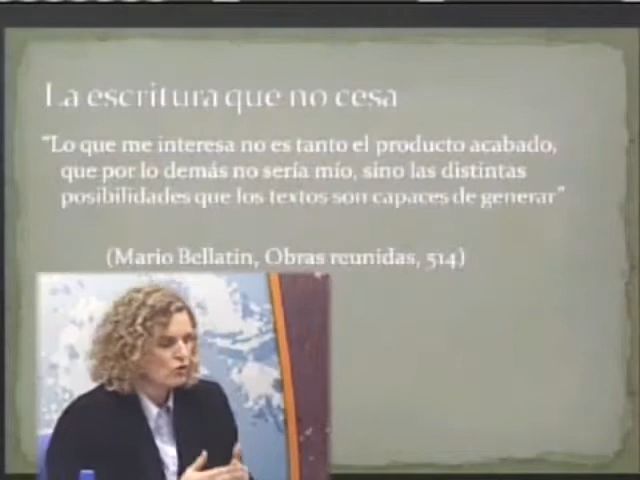 La escritura que no cesa
"Lo que me interesa no es tanto el producto acabado,
que por lo demás no sería mío, sino las distintas
posibilidades que los textos son capaces de generar"
(Mario Bellatin, Obras reunidas, 514)